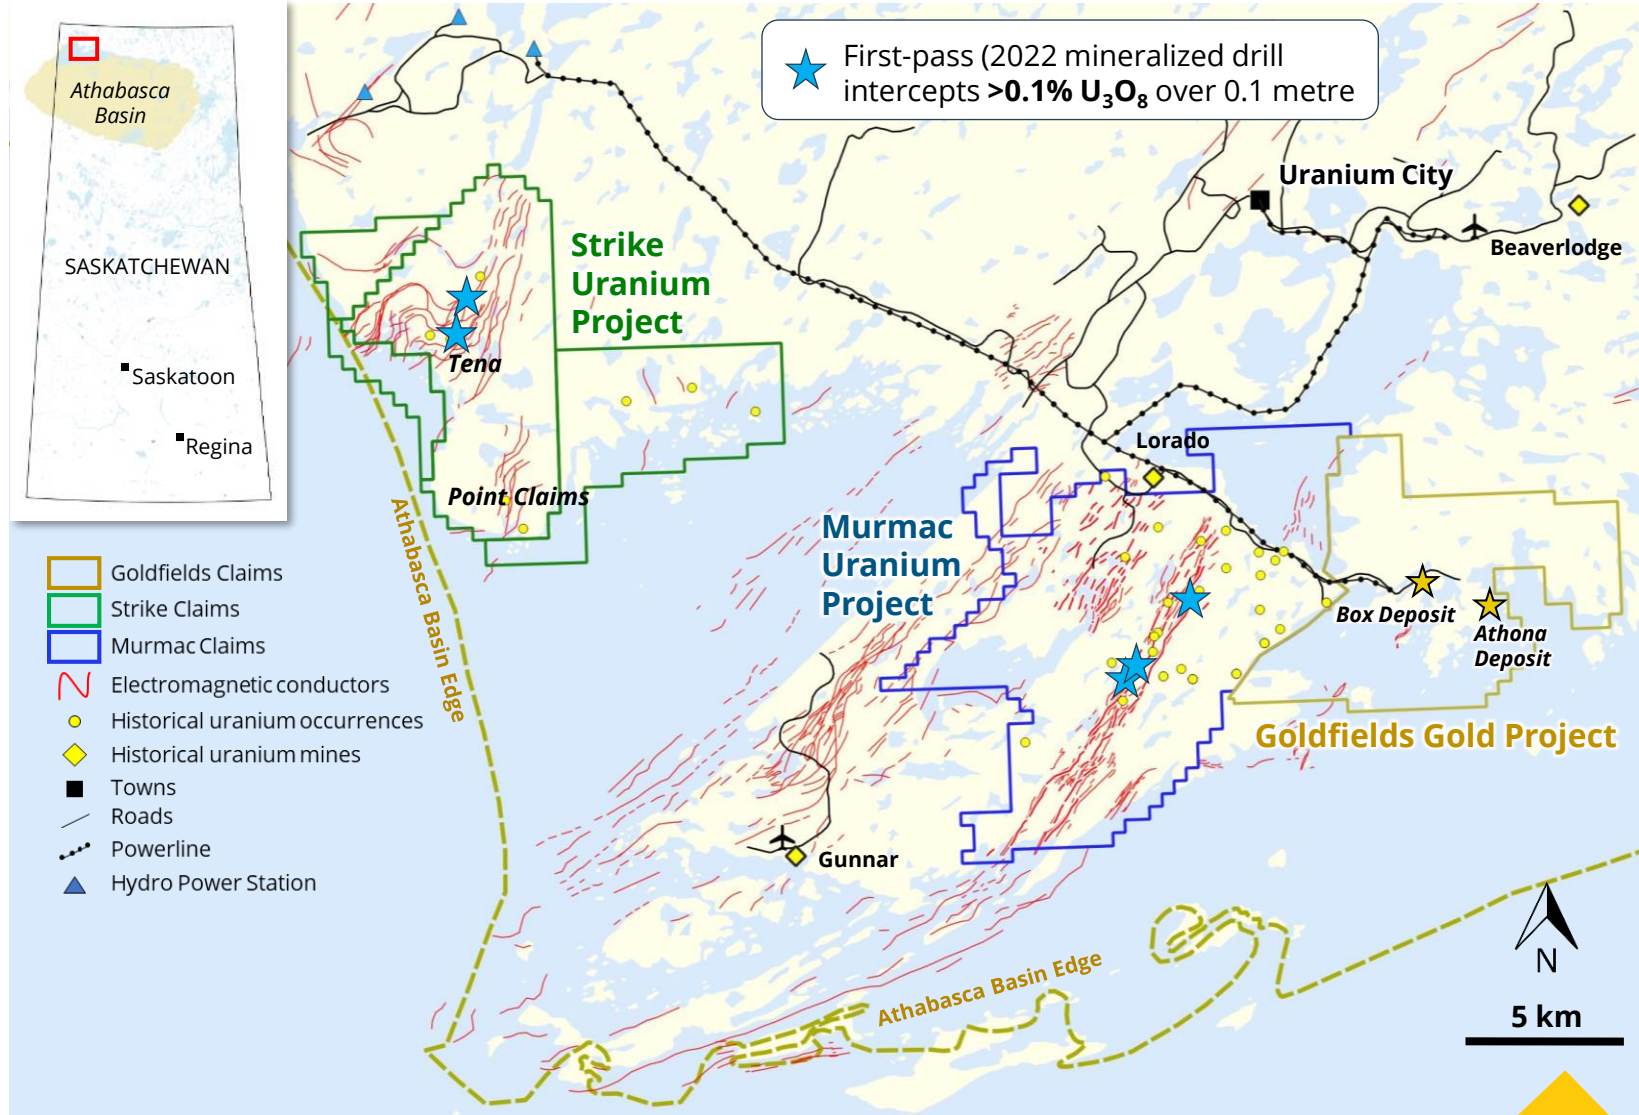 First-pass (2022 mineralized drill
intercepts >0.1% U₃O₈ over 0.1 metre
Athabasca
Basin
SASKATCHEWAN
Saskatoon
Regina
Uranium City
Beaverlodge
Strike
Uranium
Project
Tena
Point Claims
Lorado
Murmac
Uranium
Project
Box Deposit
Athona
Deposit
Goldfields Gold Project
Gunnar
Athabasca Basin Edge
Athabasca Basin Edge
Goldfields Claims
Strike Claims
Murmac Claims
Electromagnetic conductors
Historical uranium occurrences
Historical uranium mines
Towns
Roads
Powerline
Hydro Power Station
N
5 km